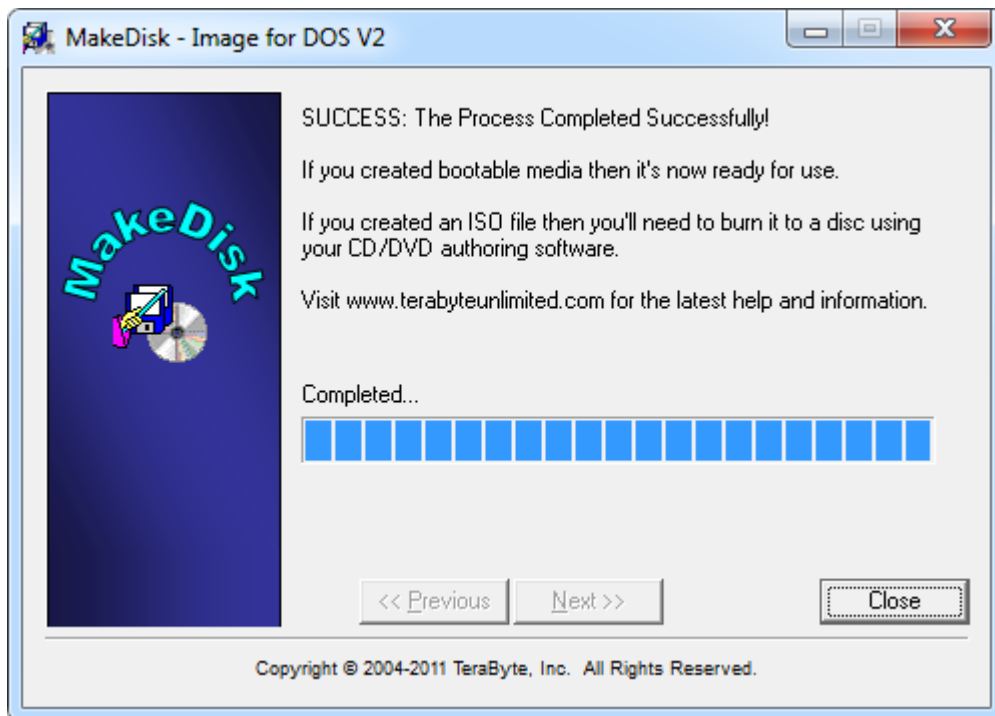 MakeDisk - Image for DOS V2
MakeDisk
SUCCESS: The Process Completed Successfully!
If you created bootable media then it's now ready for use.
If you created an ISO file then you'll need to burn it to a disc using
your CD/DVD authoring software.
Visit www.terabyteunlimited.com for the latest help and information.
Completed...
<< Previous
Next >>
Close
Copyright © 2004-2011 TeraByte, Inc.  All Rights Reserved.